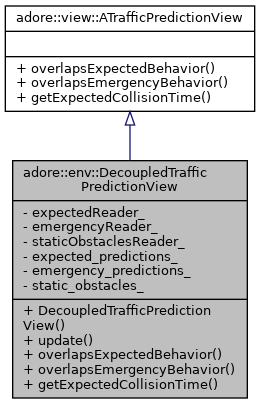 adore::view::ATrafficPredictionView
+ overlapsExpectedBehavior()
+ overlapsEmergencyBehavior()
+ getExpectedCollisionTime()
adore::env::DecoupledTraffic
PredictionView
- expectedReader_
- emergencyReader_
- staticObstaclesReader_
- expected_predictions_
- emergency_predictions_
- static_obstacles_
+ DecoupledTrafficPrediction
View()
+ update()
+ overlapsExpectedBehavior()
+ overlapsEmergencyBehavior()
+ getExpectedCollisionTime()